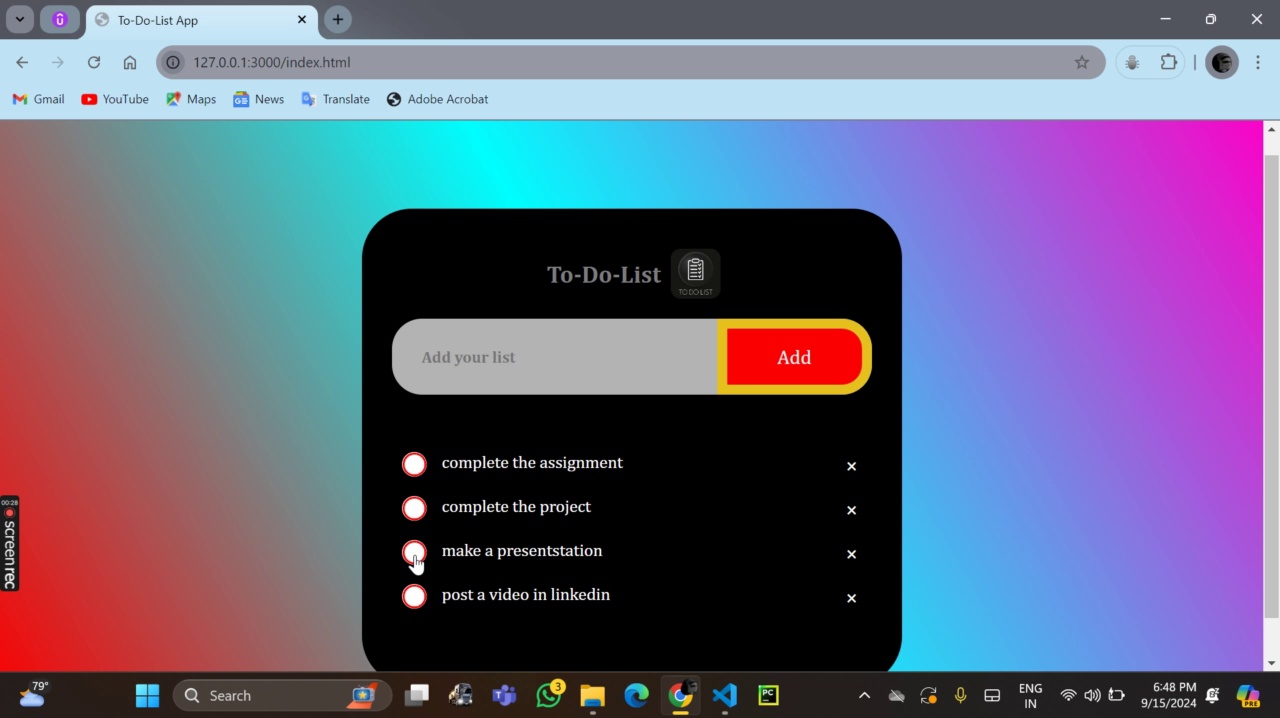 To-Do-List App
127.0.0.1:3000/index.html
Gmail YouTube Maps News Translate Adobe Acrobat
To-Do-List
TO DO LIST
Add your list Add
complete the assignment ×
complete the project ×
make a presentstation ×
post a video in linkedin ×
00:28
screenrec
79°
Search
3
PC
ENG
IN
6:48 PM
9/15/2024
PRE